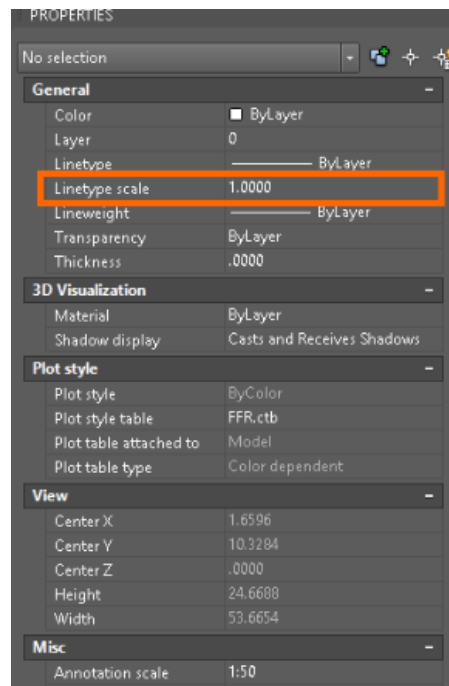 PROPERTIES
No selection
General
Color ByLayer
Layer 0
Linetype ByLayer
Linetype scale 1.0000
Lineweight ByLayer
Transparency ByLayer
Thickness .0000
3D Visualization
Material ByLayer
Shadow display Casts and Receives Shadows
Plot style
Plot style ByColor
Plot style table FFR.ctb
Plot table attached to Model
Plot table type Color dependent
View
Center X 1.6596
Center Y 10.3284
Center Z .0000
Height 24.6688
Width 53.6654
Misc
Annotation scale 1:50